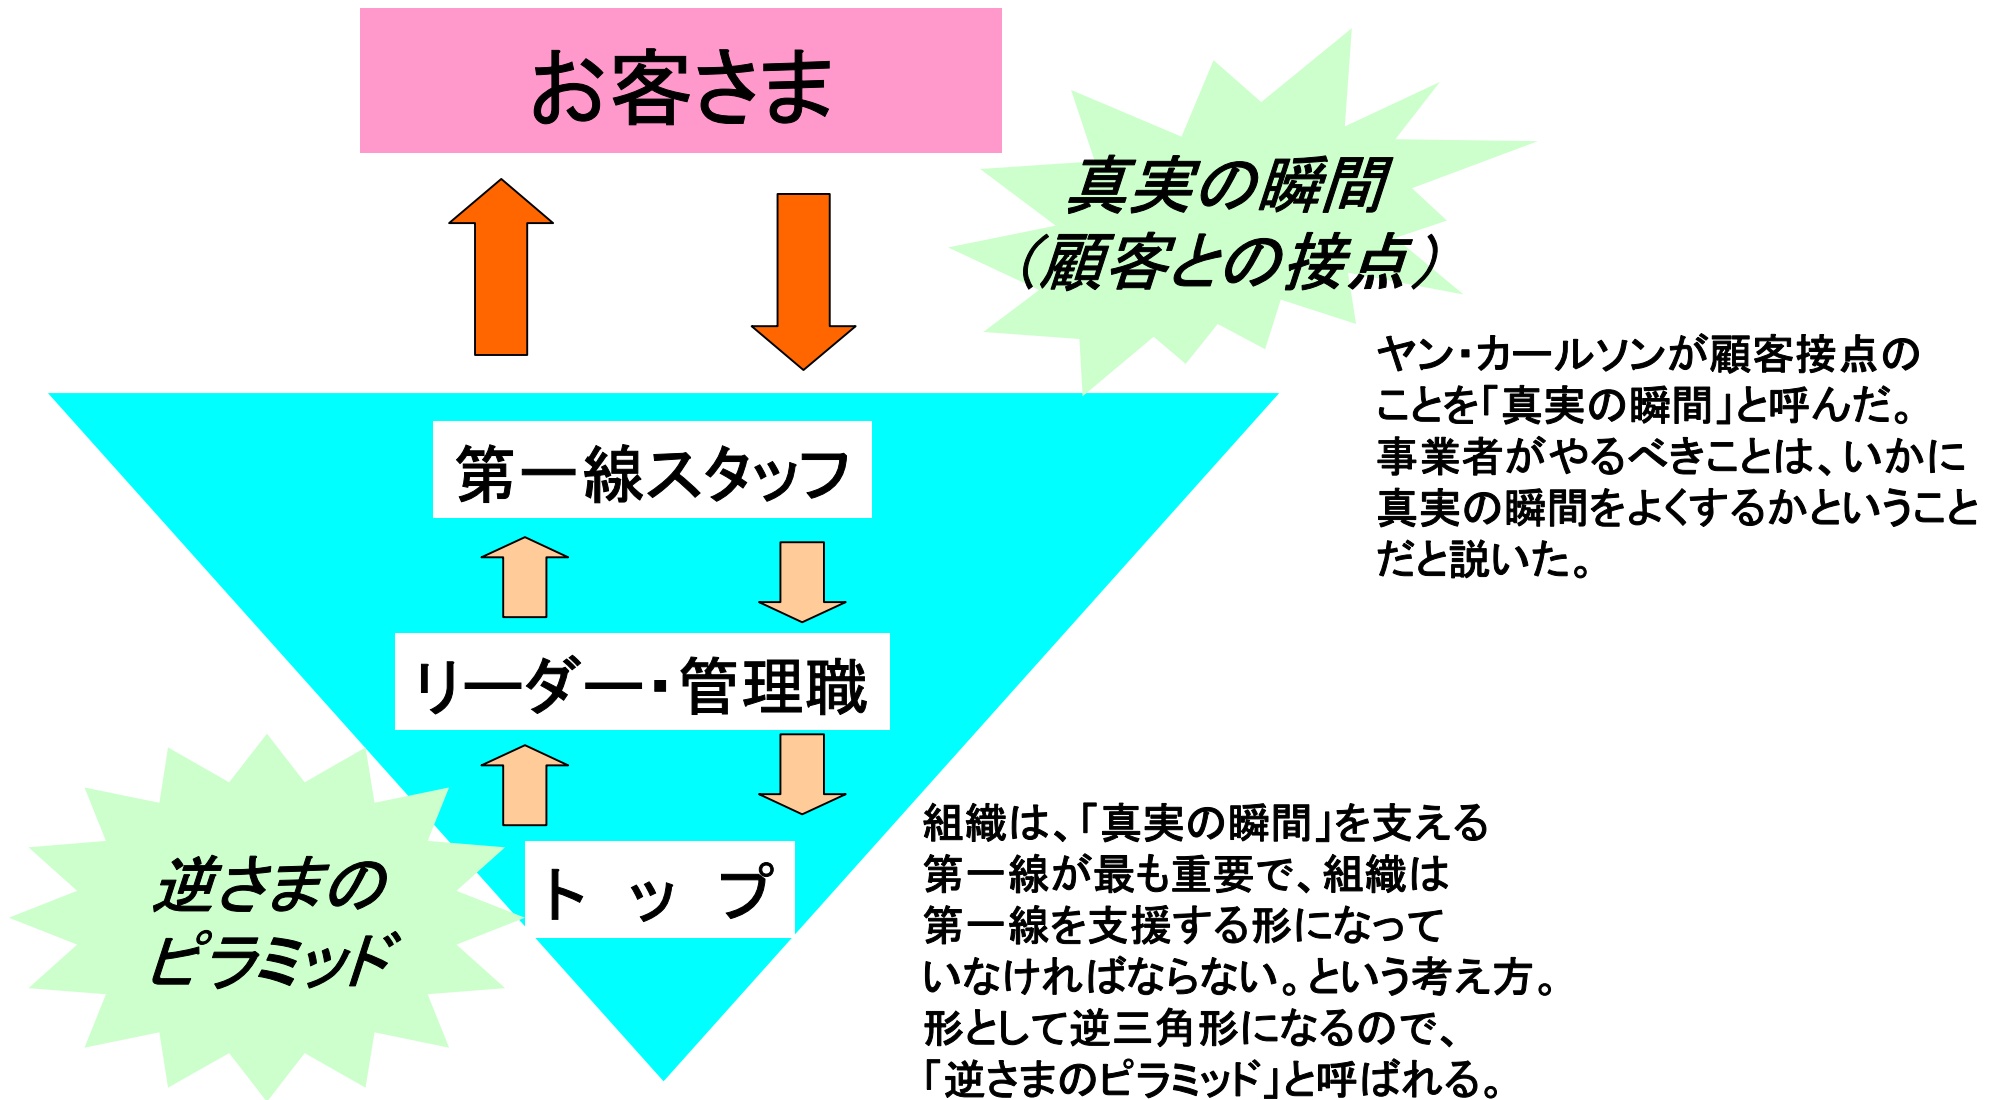 お客さま
真実の瞬間
（顧客との接点）
ヤン・カールソンが顧客接点の
ことを「真実の瞬間」と呼んだ。
事業者がやるべきことは、いかに
真実の瞬間をよくするかということ
だと説いた。
第一線スタッフ
リーダー・管理職
トップ
逆さまの
ピラミッド
組織は、「真実の瞬間」を支える
第一線が最も重要で、組織は
第一線を支援する形になって
いなければならない。という考え方。
形として逆三角形になるので、
「逆さまのピラミッド」と呼ばれる。